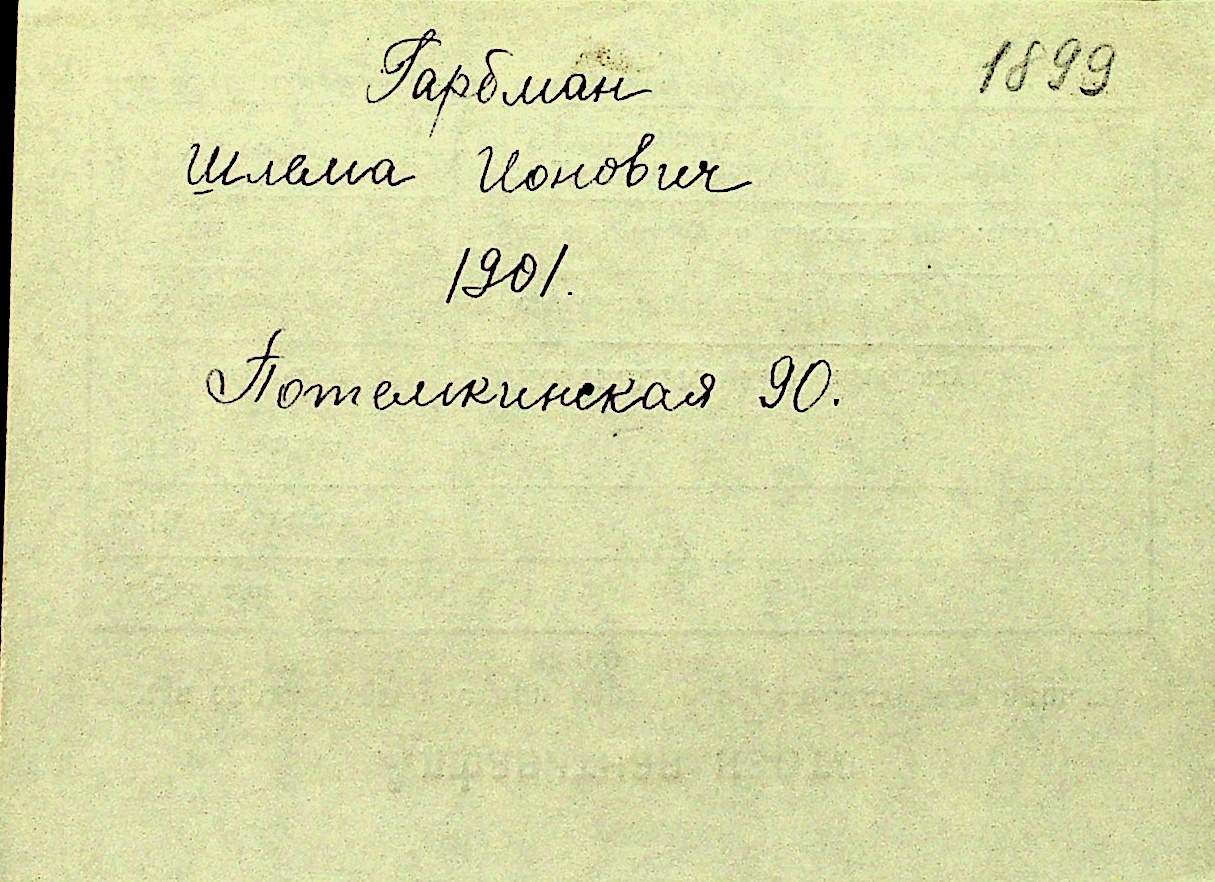 Гарбман 1899
Шлема Ионович
1901.
Потемкинская 90.